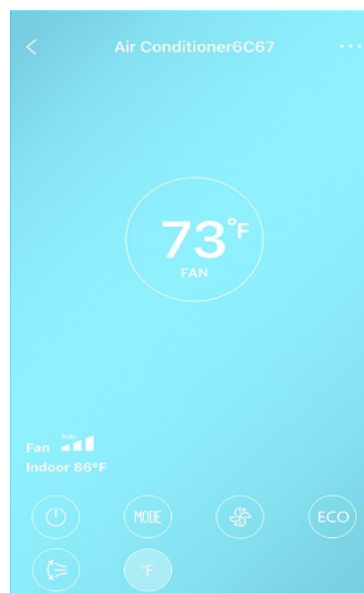 Air Conditioner6C67
73°F
FAN
Auto
Fan
Indoor 86°F
MODE
ECO
°F